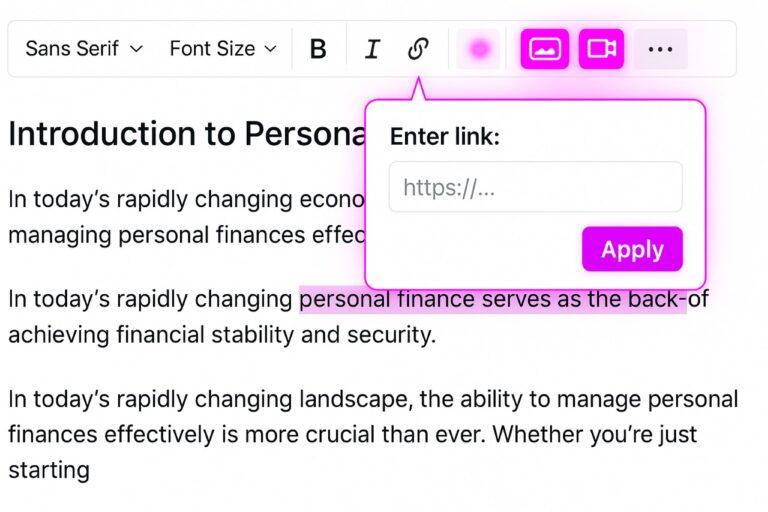 Sans Serif Font Size B I
Introduction to Persona
Enter link:
https://...
Apply
In today’s rapidly changing econo
managing personal finances effec
In today’s rapidly changing personal finance serves as the back-of
achieving financial stability and security.
In today’s rapidly changing landscape, the ability to manage personal
finances effectively is more crucial than ever. Whether you’re just
starting